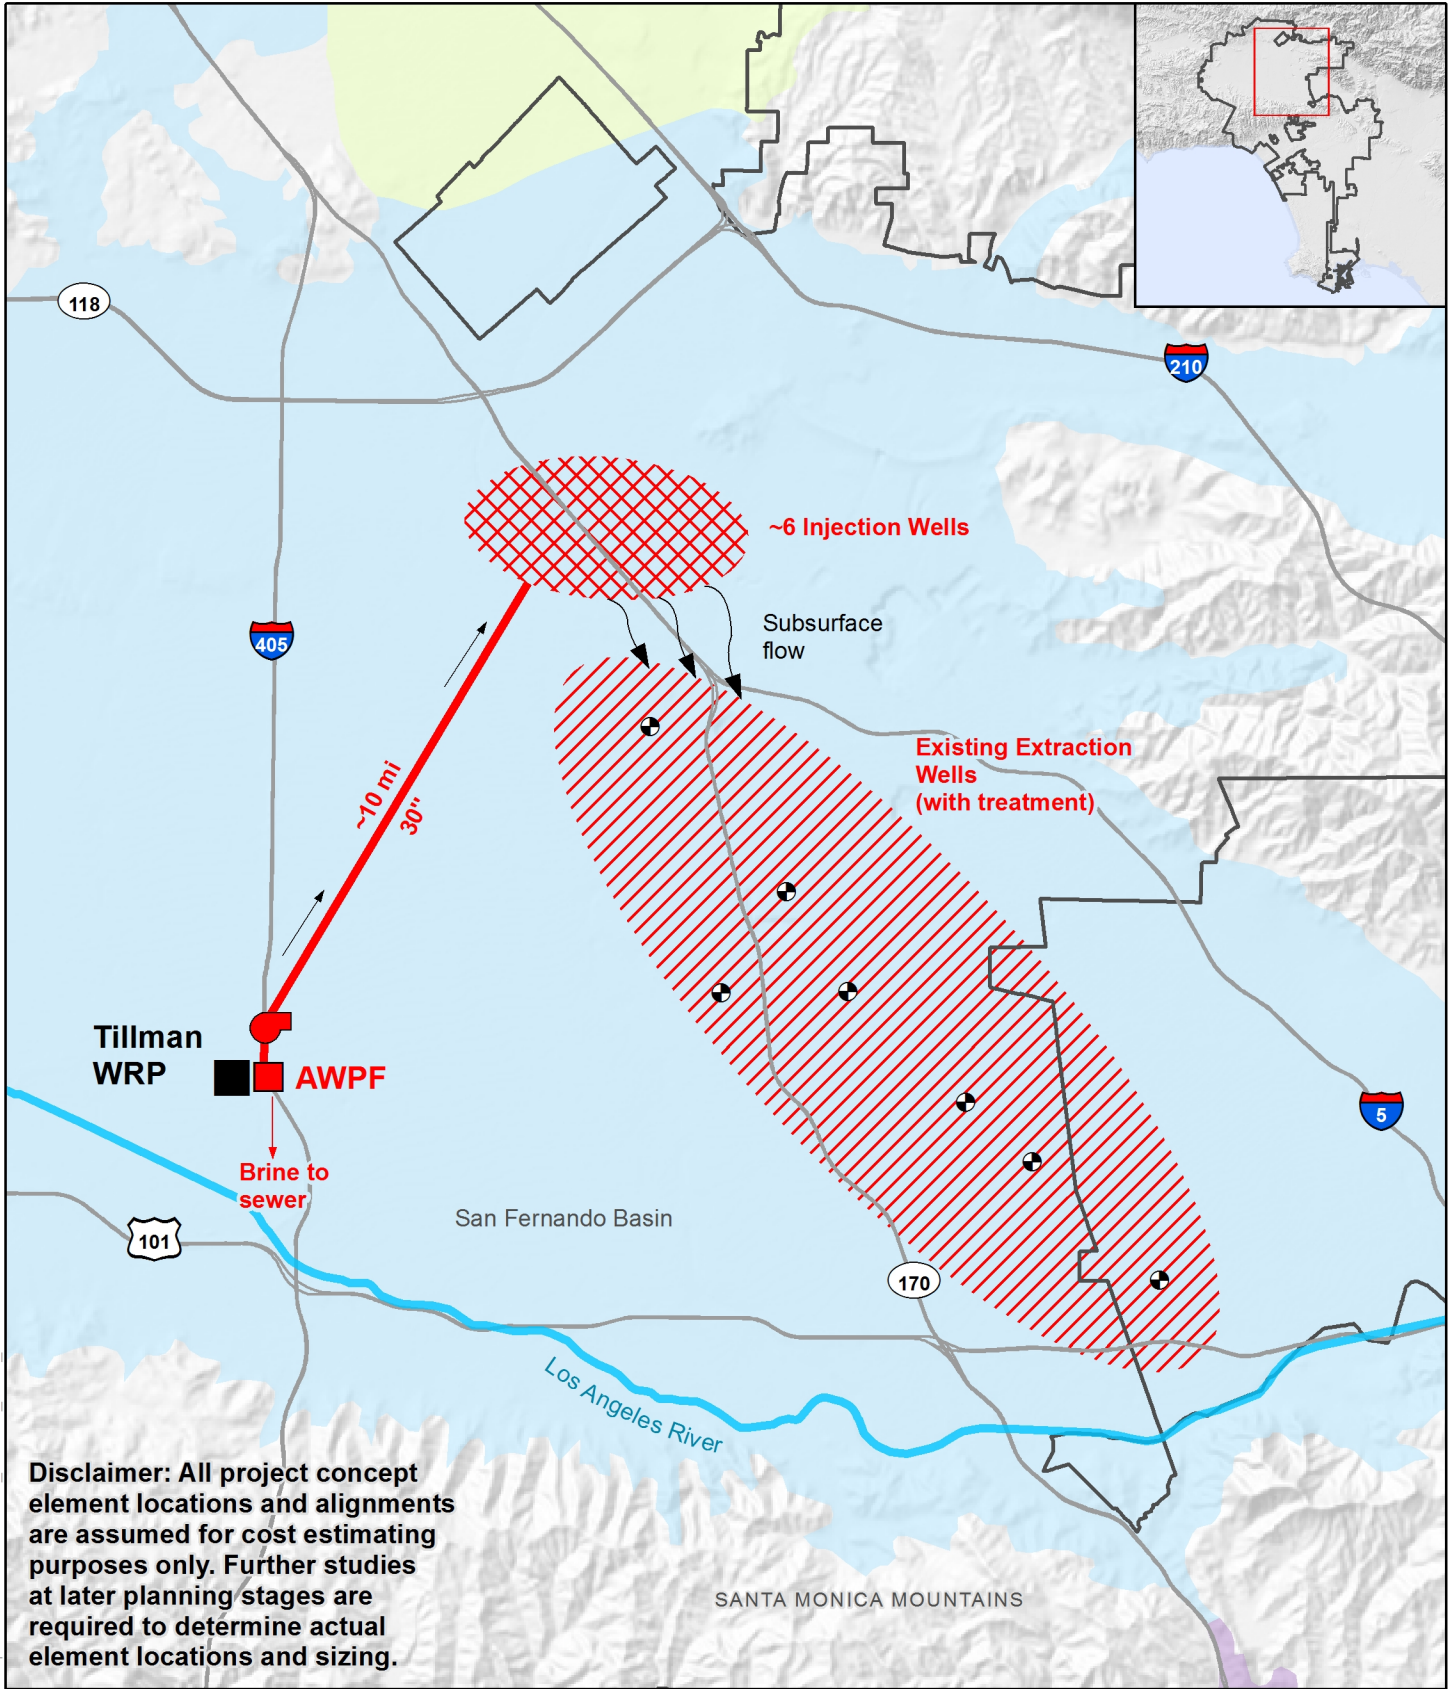 118
210
~6 Injection Wells
Subsurface
flow
405
Existing Extraction
Wells
(with treatment)
~10 mi
30"
Tillman
WRP
AWPF
5
Brine to
sewer
San Fernando Basin
101
170
Los Angeles River
Disclaimer: All project concept
element locations and alignments
are assumed for cost estimating
purposes only. Further studies
at later planning stages are
required to determine actual
element locations and sizing.
SANTA MONICA MOUNTAINS